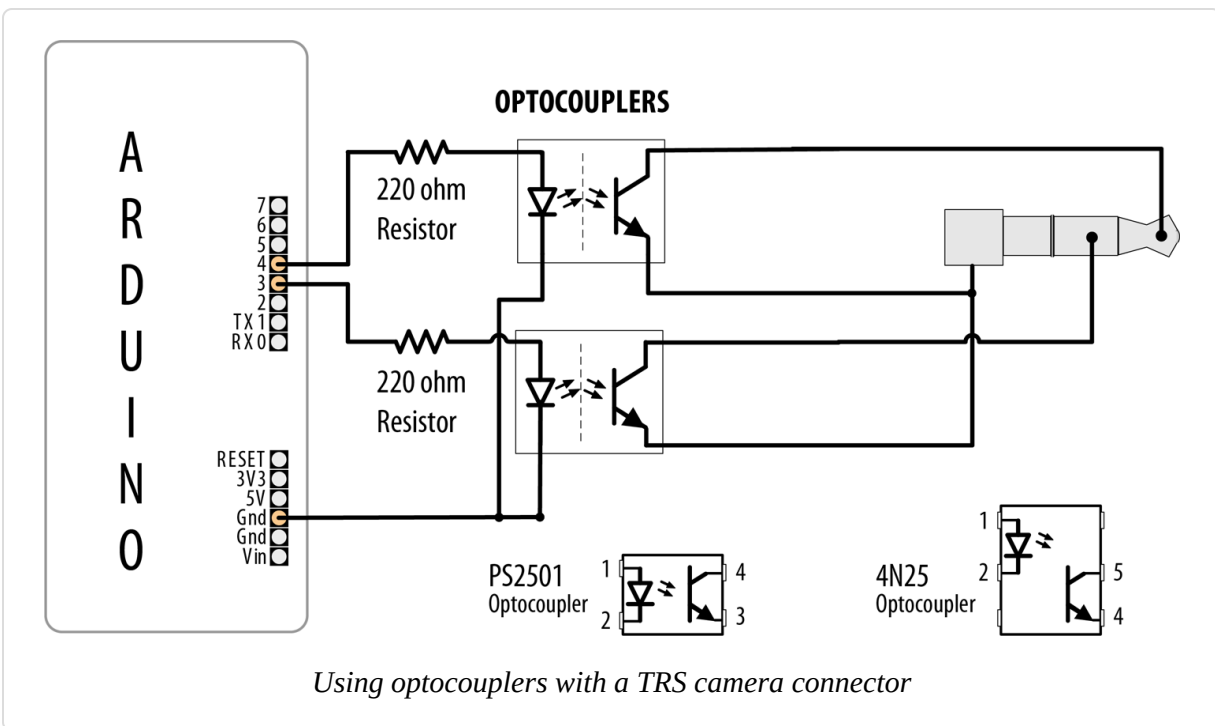 OPTOCOUPLERS
A
R
D
U
I
N
O
7
6
5
4
3
2
TX 1
RX 0
RESET
3V3
5V
Gnd
Gnd
Vin
220 ohm
Resistor
220 ohm
Resistor
PS2501
Optocoupler
1
2
4
3
4N25
Optocoupler
1
2
5
4
Using optocouplers with a TRS camera connector